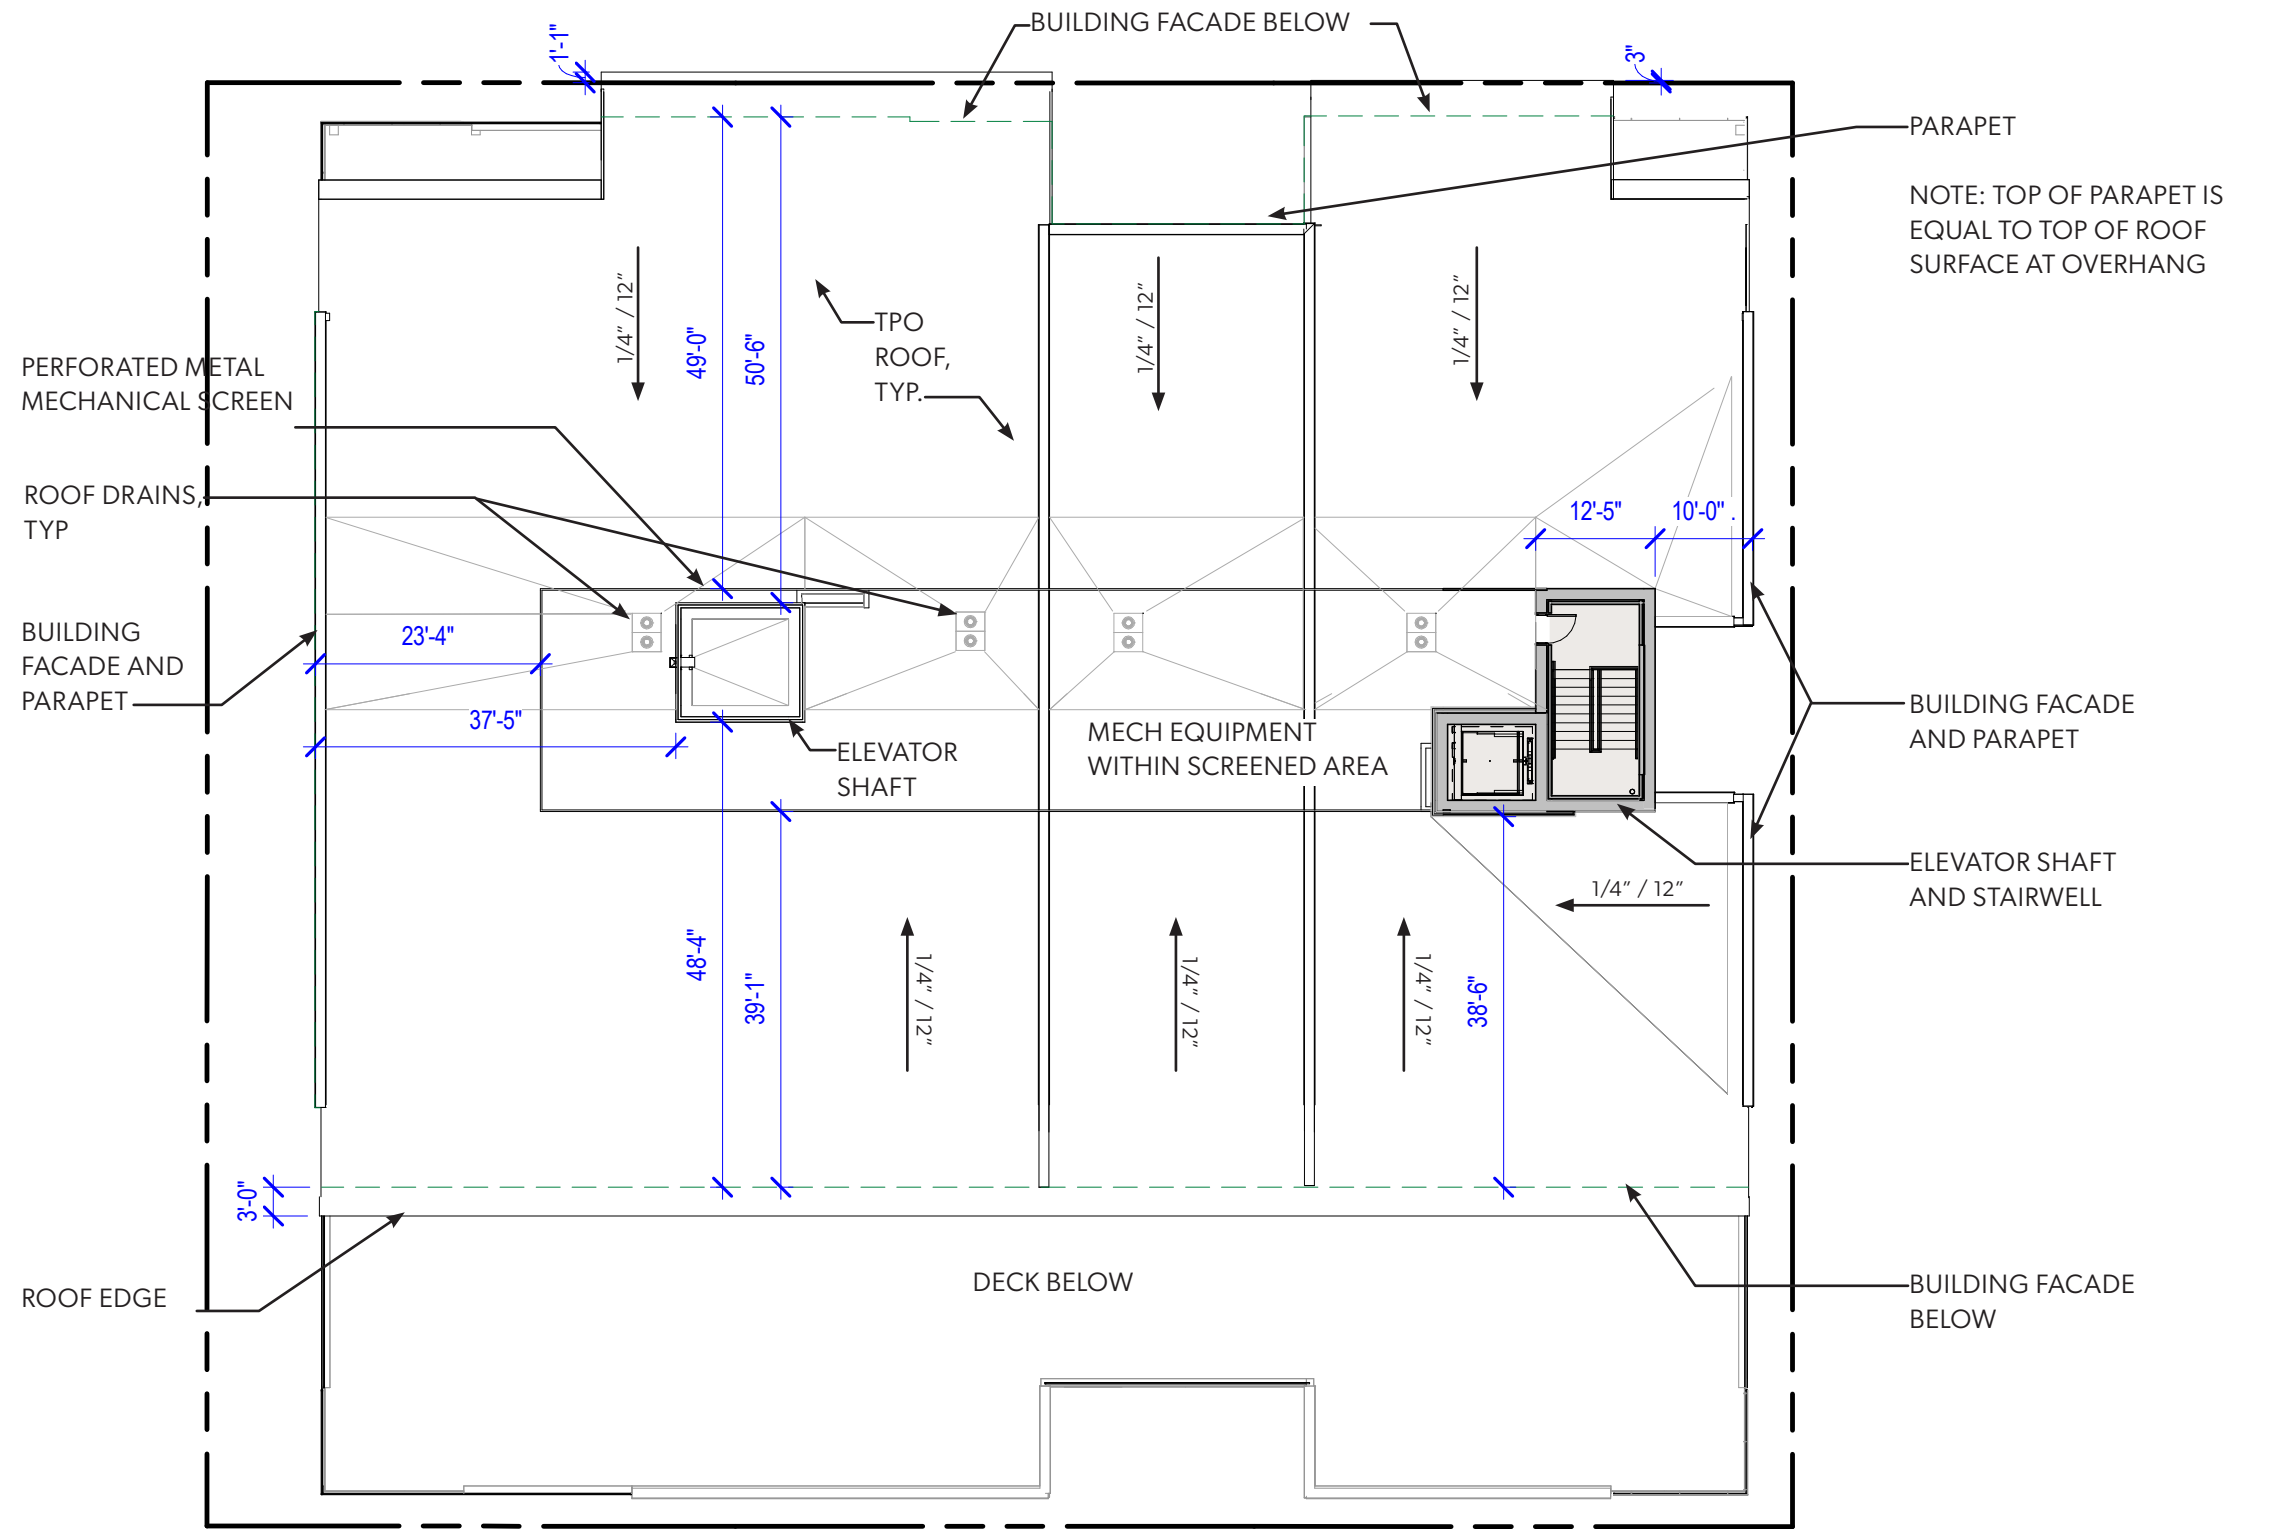 BUILDING FACADE BELOW
1'-1"
3"
PARAPET
NOTE: TOP OF PARAPET IS
EQUAL TO TOP OF ROOF
SURFACE AT OVERHANG
1/4" / 12"
49'-0"
50'-6"
TPO
ROOF,
TYP.
1/4" / 12"
1/4" / 12"
PERFORATED METAL
MECHANICAL SCREEN
ROOF DRAINS,
TYP
12'-5"
10'-0" .
BUILDING
FACADE AND
PARAPET
23'-4"
37'-5"
ELEVATOR
SHAFT
MECH EQUIPMENT
WITHIN SCREENED AREA
BUILDING FACADE
AND PARAPET
ELEVATOR SHAFT
AND STAIRWELL
1/4" / 12"
48'-4"
39'-1"
1/4" / 12"
1/4" / 12"
1/4" / 12"
38'-6"
3'-0"
ROOF EDGE
DECK BELOW
BUILDING FACADE
BELOW